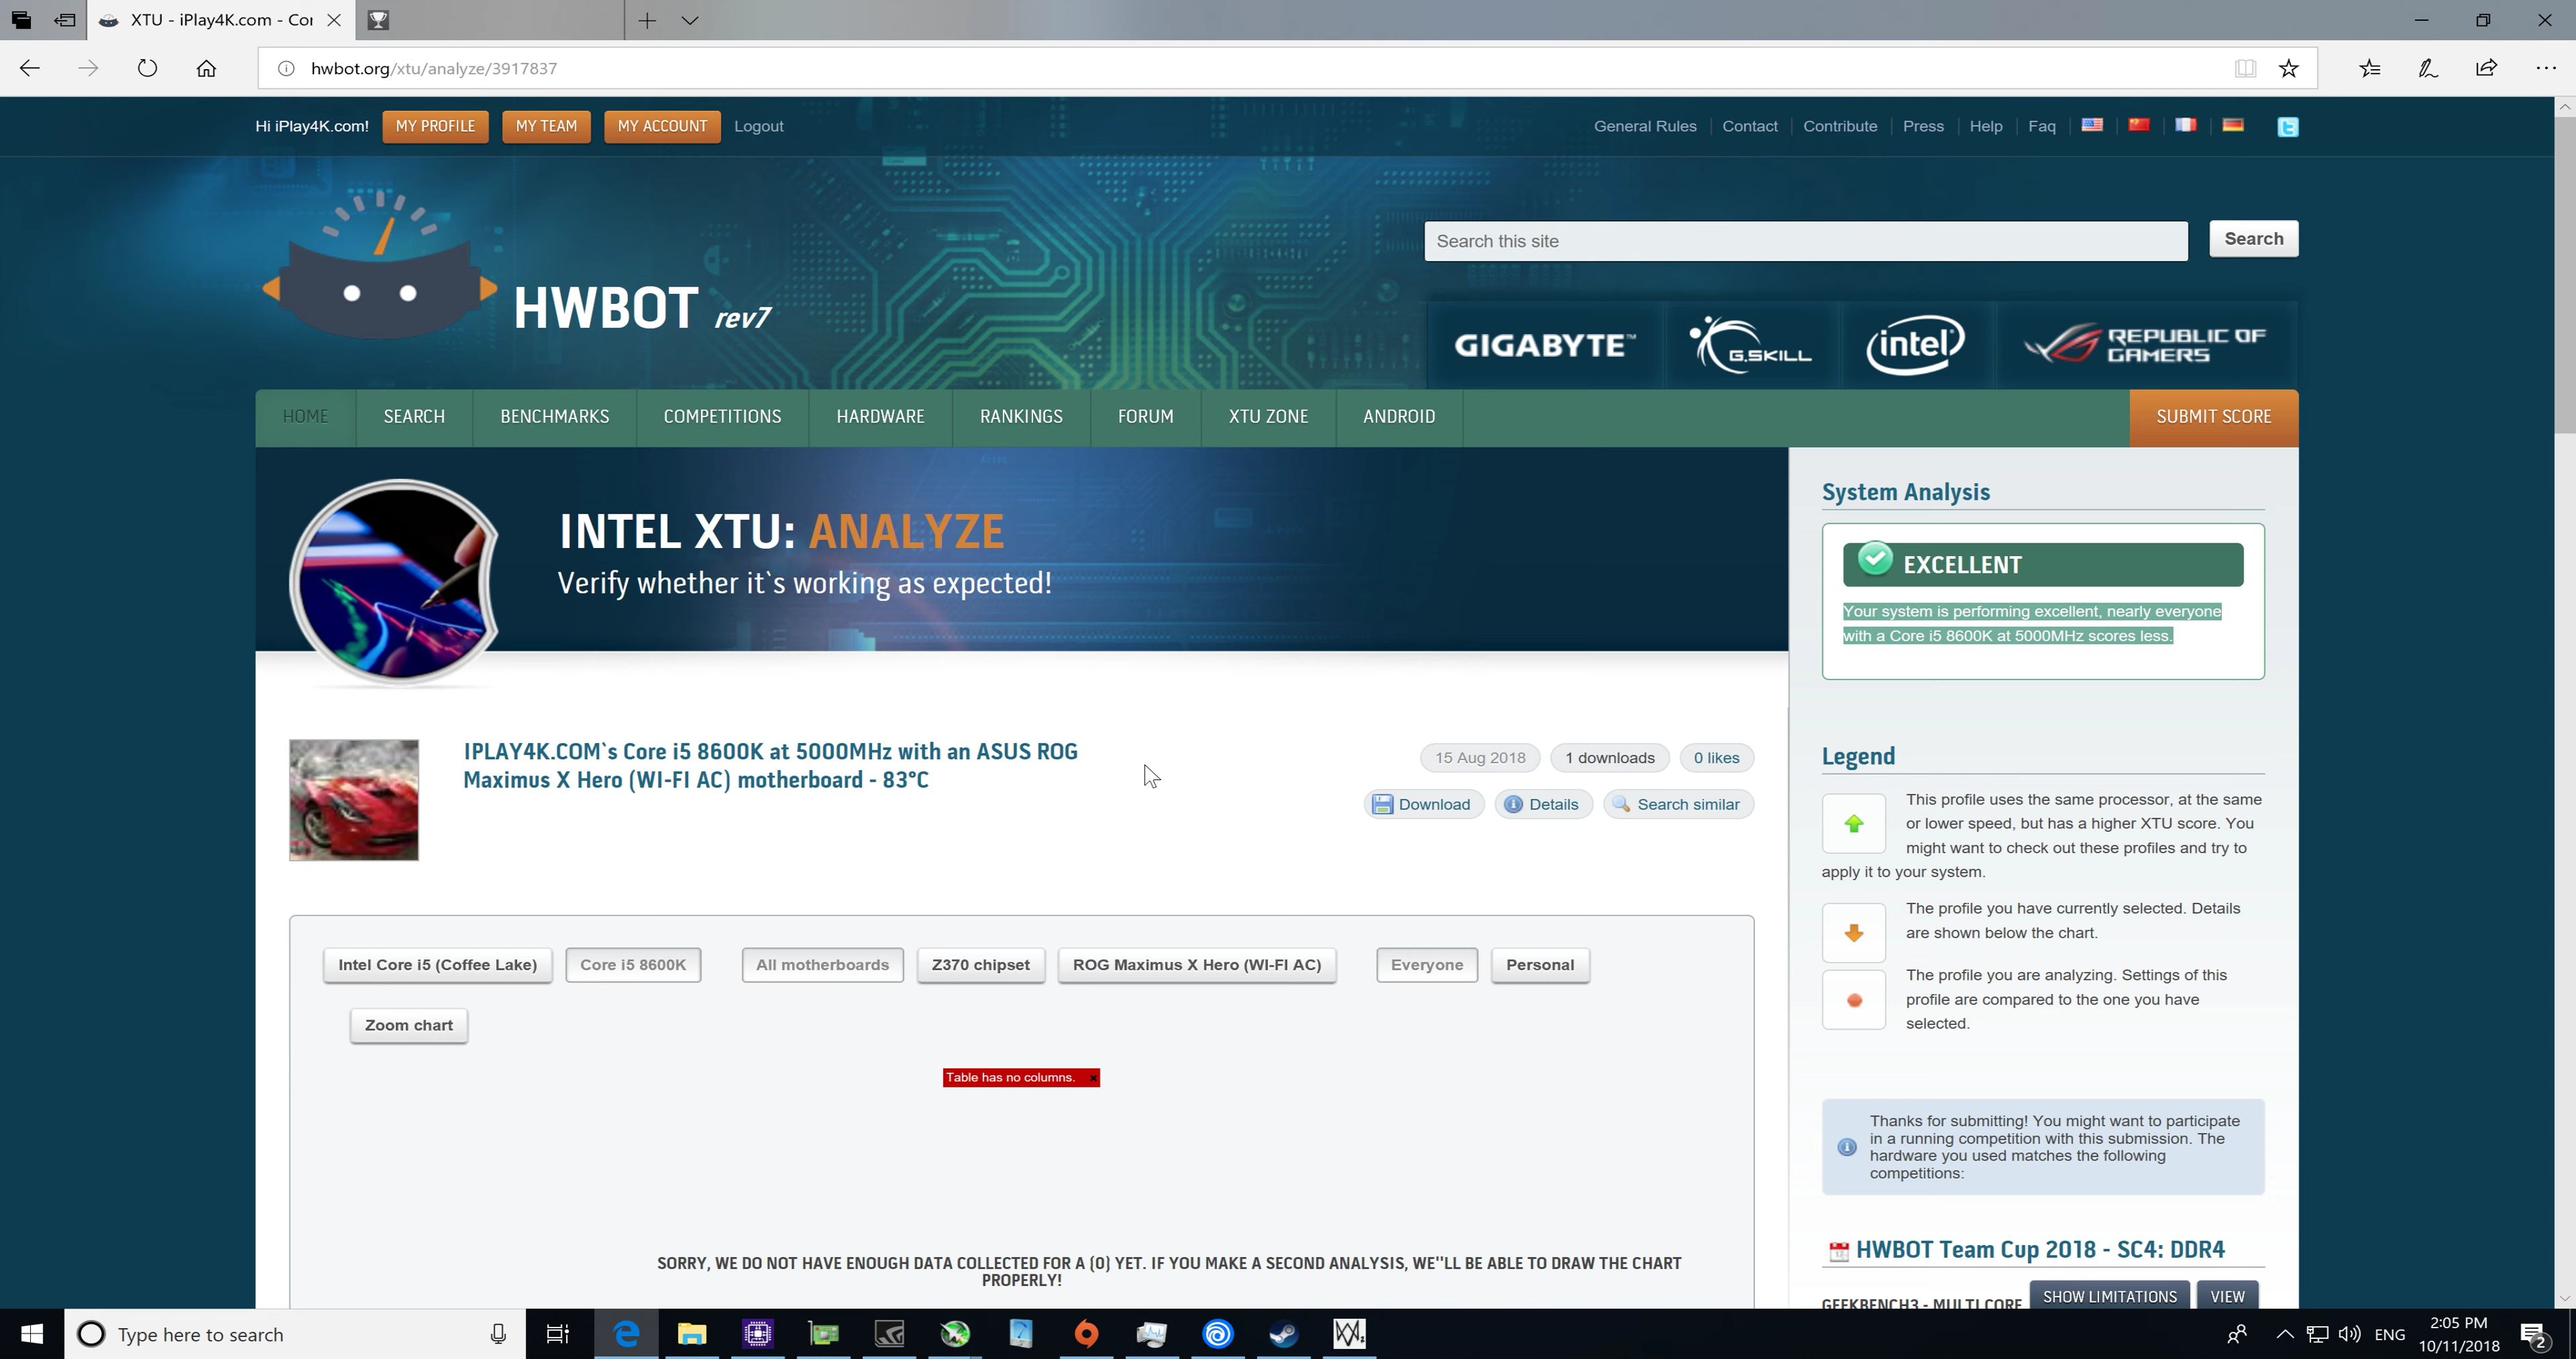 XTU - iPlay4K.com - Co
hwbot.org/xtu/analyze/3917837
Hi iPlay4K.com! MY PROFILE MY TEAM MY ACCOUNT Logout
General Rules Contact Contribute Press Help Faq
Search this site Search
HWBOT rev7
GIGABYTE™ G.SKILL intel REPUBLIC OF
GAMERS
HOME SEARCH BENCHMARKS COMPETITIONS HARDWARE RANKINGS FORUM XTU ZONE ANDROID SUBMIT SCORE
INTEL XTU: ANALYZE
Verify whether it`s working as expected!
System Analysis
EXCELLENT
Your system is performing excellent, nearly everyone
with a Core i5 8600K at 5000MHz scores less.
IPLAY4K.COM`s Core i5 8600K at 5000MHz with an ASUS ROG
Maximus X Hero (WI-FI AC) motherboard - 83°C
15 Aug 2018 1 downloads 0 likes
Download Details Search similar
Legend
This profile uses the same processor, at the same
or lower speed, but has a higher XTU score. You
might want to check out these profiles and try to
apply it to your system.
The profile you have currently selected. Details
are shown below the chart.
The profile you are analyzing. Settings of this
profile are compared to the one you have
selected.
Intel Core i5 (Coffee Lake) Core i5 8600K All motherboards Z370 chipset ROG Maximus X Hero (WI-FI AC) Everyone Personal
Zoom chart
Table has no columns. ×
SORRY, WE DO NOT HAVE ENOUGH DATA COLLECTED FOR A (0) YET. IF YOU MAKE A SECOND ANALYSIS, WE''LL BE ABLE TO DRAW THE CHART
PROPERLY!
Thanks for submitting! You might want to participate
in a running competition with this submission. The
hardware you used matches the following
competitions:
HWBOT Team Cup 2018 - SC4: DDR4
GEEKBENCH3 - MULTI CORE SHOW LIMITATIONS VIEW
Type here to search
ENG
2:05 PM
10/11/2018
2